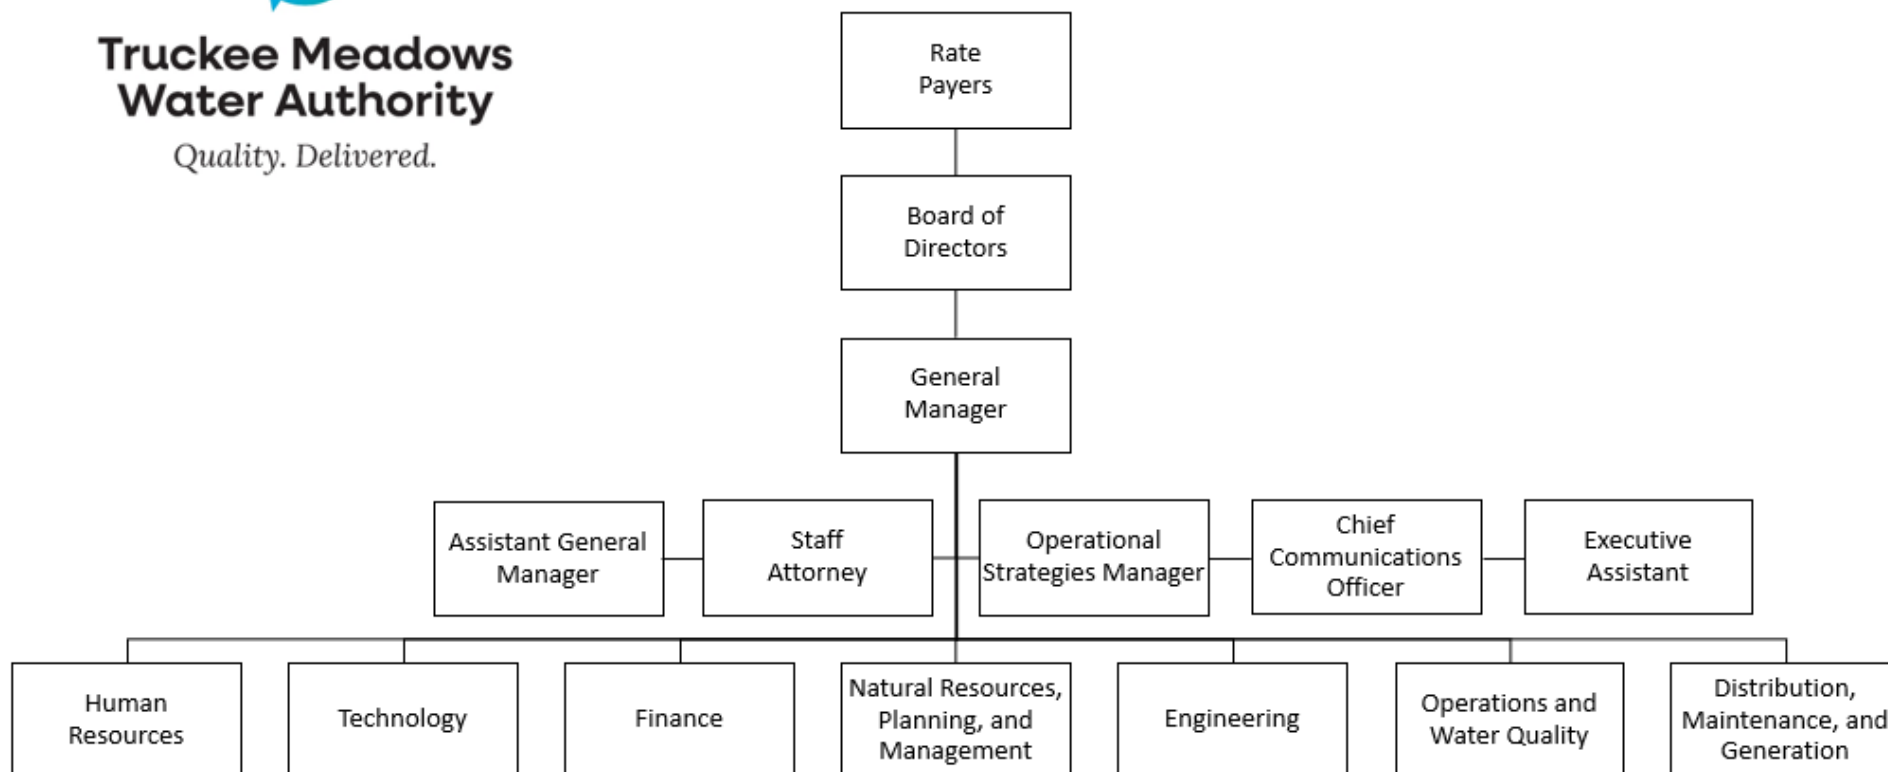 Truckee Meadows
Water Authority
Quality. Delivered.
Rate
Payers
Board of
Directors
General
Manager
Assistant General
Manager
Staff
Attorney
Operational
Strategies Manager
Chief
Communications
Officer
Executive
Assistant
Human
Resources
Technology
Finance
Natural Resources,
Planning, and
Management
Engineering
Operations and
Water Quality
Distribution,
Maintenance, and
Generation